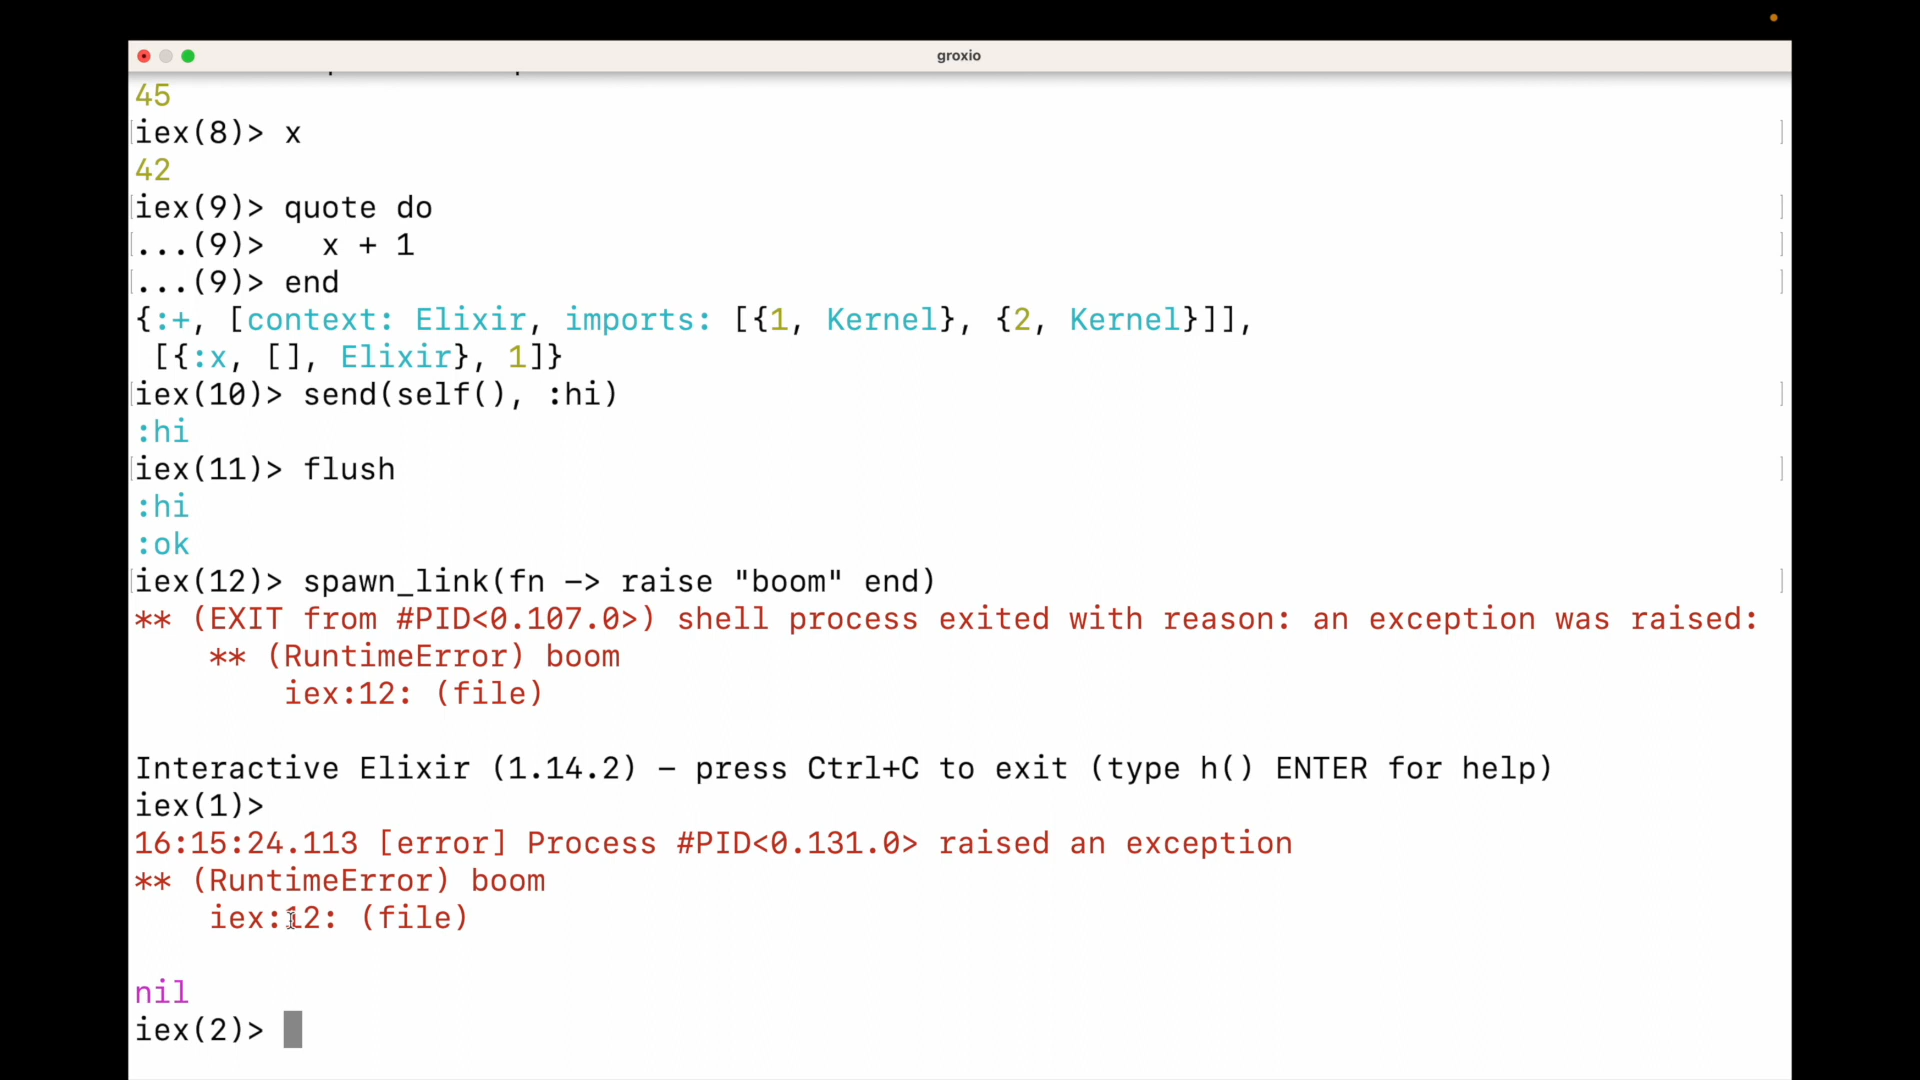 groxio
45
iex(8)> x
42
iex(9)> quote do
...(9)>   x + 1
...(9)> end
{:+, [context: Elixir, imports: [{1, Kernel}, {2, Kernel}]],
 [{:x, [], Elixir}, 1]}
iex(10)> send(self(), :hi)
:hi
iex(11)> flush
:hi
:ok
iex(12)> spawn_link(fn -> raise "boom" end)
** (EXIT from #PID<0.107.0>) shell process exited with reason: an exception was raised:
    ** (RuntimeError) boom
        iex:12: (file)
Interactive Elixir (1.14.2) - press Ctrl+C to exit (type h() ENTER for help)
iex(1)>
16:15:24.113 [error] Process #PID<0.131.0> raised an exception
** (RuntimeError) boom
    iex:12: (file)
nil
iex(2)>